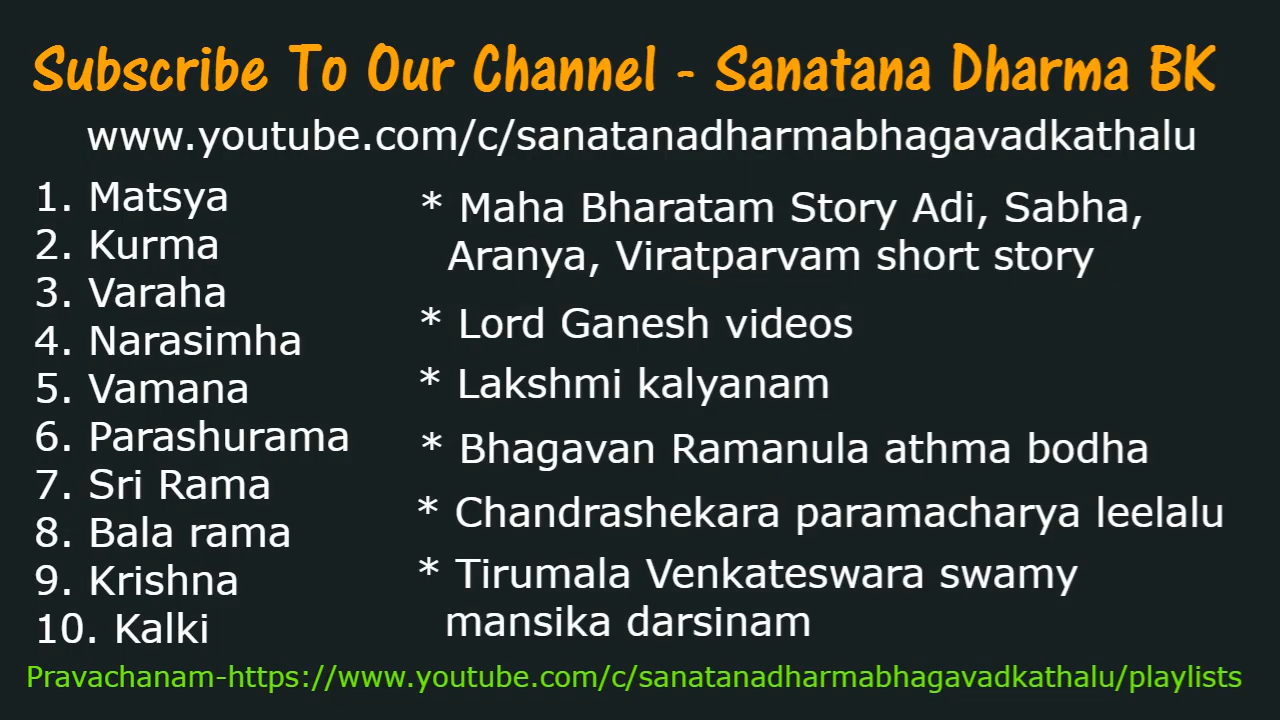 Subscribe To Our Channel - Sanatana Dharma BK
www.youtube.com/c/sanatanadharmabhagavadkathalu
1. Matsya
2. Kurma
3. Varaha
4. Narasimha
5. Vamana
6. Parashurama
7. Sri Rama
8. Bala rama
9. Krishna
10. Kalki
* Maha Bharatam Story Adi, Sabha,
Aranya, Viratparvam short story
* Lord Ganesh videos
* Lakshmi kalyanam
* Bhagavan Ramanula athma bodha
* Chandrashekara paramacharya leelalu
* Tirumala Venkateswara swamy
mansika darsinam
Pravachanam-https://www.youtube.com/c/sanatanadharmabhagavadkathalu/playlists